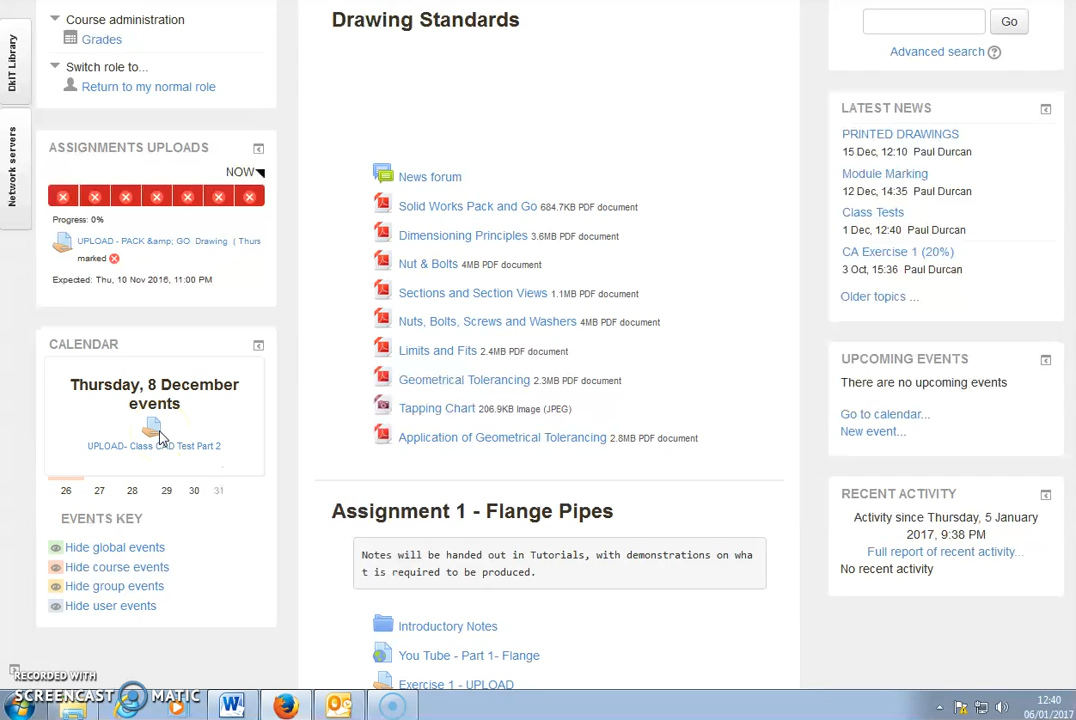 DkIT Library
Network servers
Course administration
Grades
Switch role to...
Return to my normal role
ASSIGNMENTS UPLOADS
NOW
Progress: 0%
UPLOAD - PACK &amp; GO Drawing ( Thurs
marked
Expected: Thu, 10 Nov 2016, 11:00 PM
CALENDAR
Thursday, 8 December
events
UPLOAD- Class CAD Test Part 2
26 27 28 29 30 31
EVENTS KEY
Hide global events
Hide course events
Hide group events
Hide user events
Drawing Standards
News forum
Solid Works Pack and Go 684.7KB PDF document
Dimensioning Principles 3.6MB PDF document
Nut & Bolts 4MB PDF document
Sections and Section Views 1.1MB PDF document
Nuts, Bolts, Screws and Washers 4MB PDF document
Limits and Fits 2.4MB PDF document
Geometrical Tolerancing 2.3MB PDF document
Tapping Chart 206.9KB Image (JPEG)
Application of Geometrical Tolerancing 2.8MB PDF document
Assignment 1 - Flange Pipes
Notes will be handed out in Tutorials, with demonstrations on wha
t is required to be produced.
Introductory Notes
You Tube - Part 1- Flange
Exercise 1 - UPLOAD
Go
Advanced search
LATEST NEWS
PRINTED DRAWINGS
15 Dec, 12:10 Paul Durcan
Module Marking
12 Dec, 14:35 Paul Durcan
Class Tests
1 Dec, 12:40 Paul Durcan
CA Exercise 1 (20%)
3 Oct, 15:36 Paul Durcan
Older topics ...
UPCOMING EVENTS
There are no upcoming events
Go to calendar...
New event...
RECENT ACTIVITY
Activity since Thursday, 5 January
2017, 9:38 PM
Full report of recent activity...
No recent activity
RECORDED WITH
SCREENCAST MATIC
12:40
06/01/2017